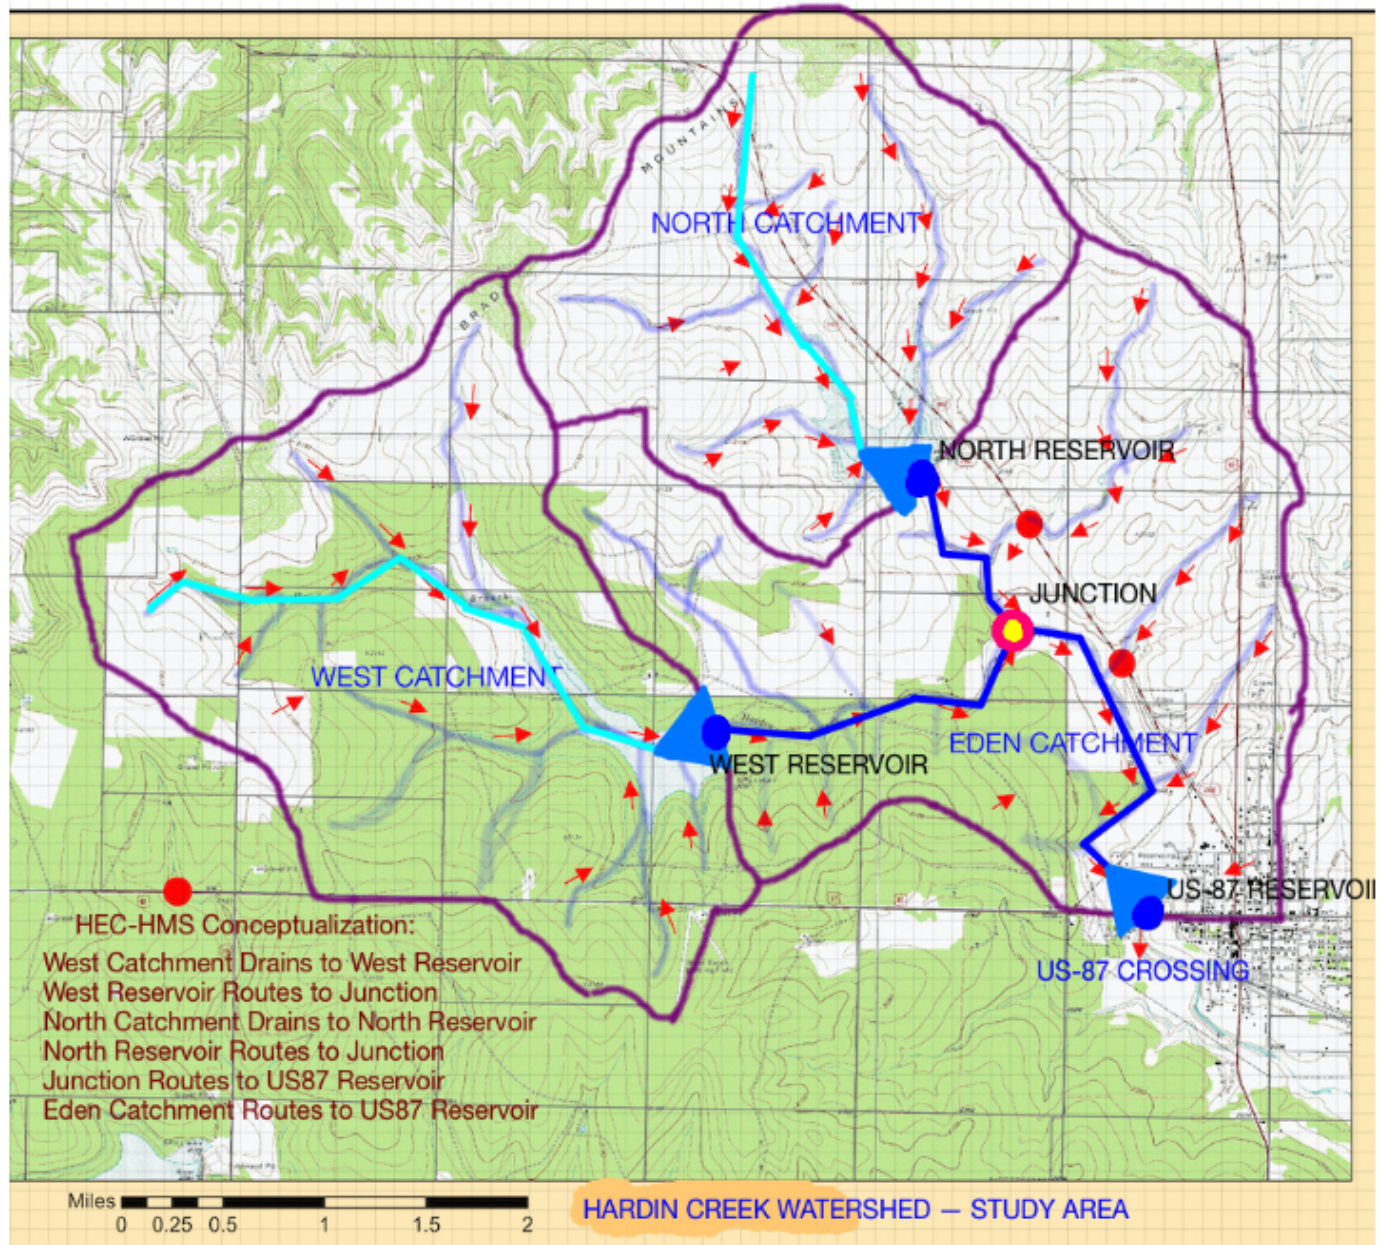 MOUNTAINS
NORTH CATCHMENT
BRAD
NORTH RESERVOIR
JUNCTION
WEST CATCHMEN
EDEN CATCHMENT
WEST RESERVOIR
US-87 RESERVOI
US-87 CROSSING
HEC-HMS Conceptualization:
West Catchment Drains to West Reservoir
West Reservoir Routes to Junction
North Catchment Drains to North Reservoir
North Reservoir Routes to Junction
Junction Routes to US87 Reservoir
Eden Catchment Routes to US87 Reservoir
Miles
0 0.25 0.5 1 1.5 2
HARDIN CREEK WATERSHED — STUDY AREA